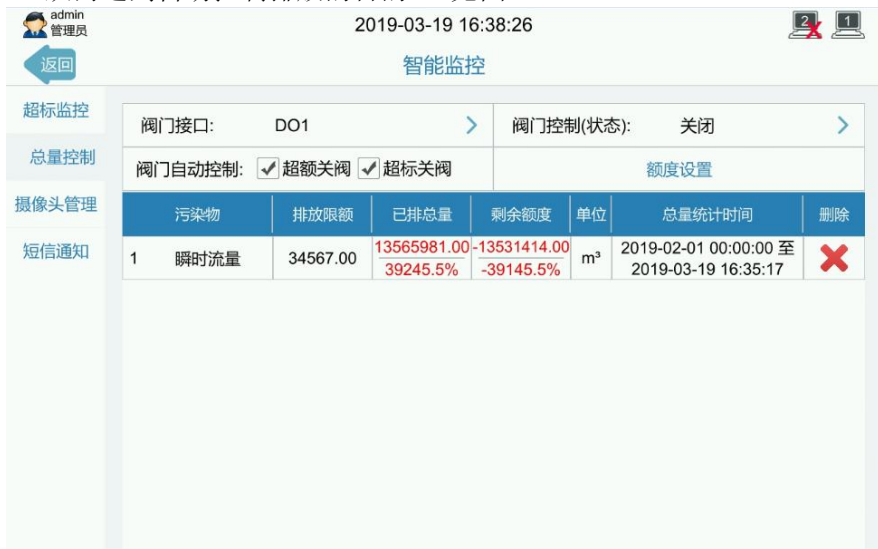 admin
管理员
2019-03-19 16:38:26
2
1
返回
智能监控
超标监控
总量控制
摄像头管理
短信通知
阀门接口: DO1
阀门控制(状态): 关闭
阀门自动控制: 超额关阀 超标关阀
额度设置
污染物 排放限额 已排总量 剩余额度 单位 总量统计时间 删除
1 瞬时流量 34567.00 13565981.00 -13531414.00 m³ 2019-02-01 00:00:00 至
39245.5% -39145.5% 2019-03-19 16:35:17